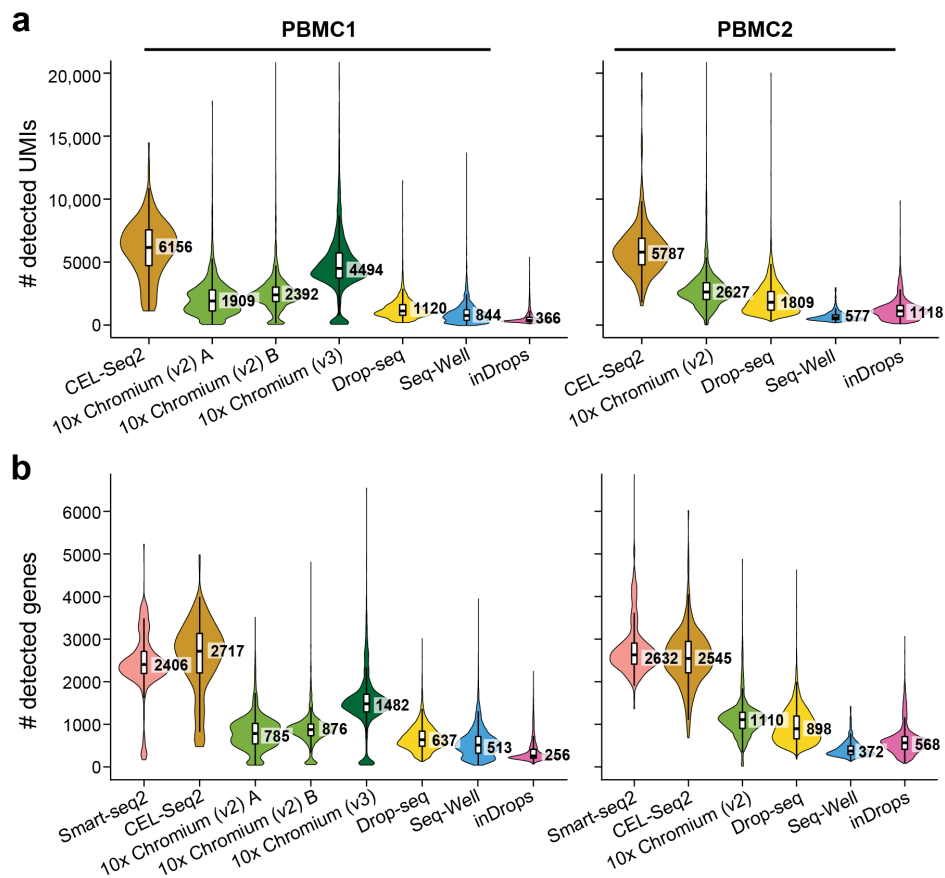 a
PBMC1
PBMC2
# detected UMIs
20,000
15,000
10,000
5000
0
6156
1909
2392
4494
1120
844
366
5787
2627
1809
577
1118
CEL-Seq2
10x Chromium (v2) A
10x Chromium (v2) B
10x Chromium (v3)
Drop-seq
Seq-Well
inDrops
CEL-Seq2
10x Chromium (v2)
Drop-seq
Seq-Well
inDrops
b
# detected genes
6000
5000
4000
3000
2000
1000
0
2406
2717
785
876
1482
637
513
256
2632
2545
1110
898
372
568
Smart-seq2
CEL-Seq2
10x Chromium (v2) A
10x Chromium (v2) B
10x Chromium (v3)
Drop-seq
Seq-Well
inDrops
Smart-seq2
CEL-Seq2
10x Chromium (v2)
Drop-seq
Seq-Well
inDrops